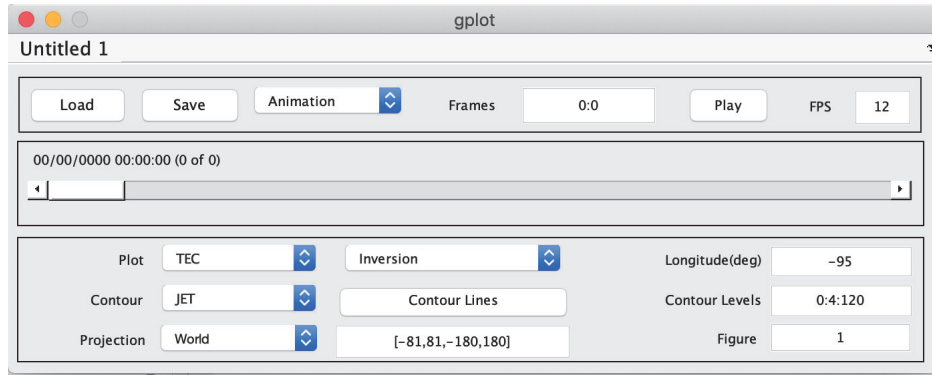 gplot
Untitled 1
Load Save Animation Frames 0:0 Play FPS 12
00/00/0000 00:00:00 (0 of 0)
Plot TEC Inversion Longitude(deg) -95
Contour JET Contour Lines Contour Levels 0:4:120
Projection World [-81,81,-180,180] Figure 1